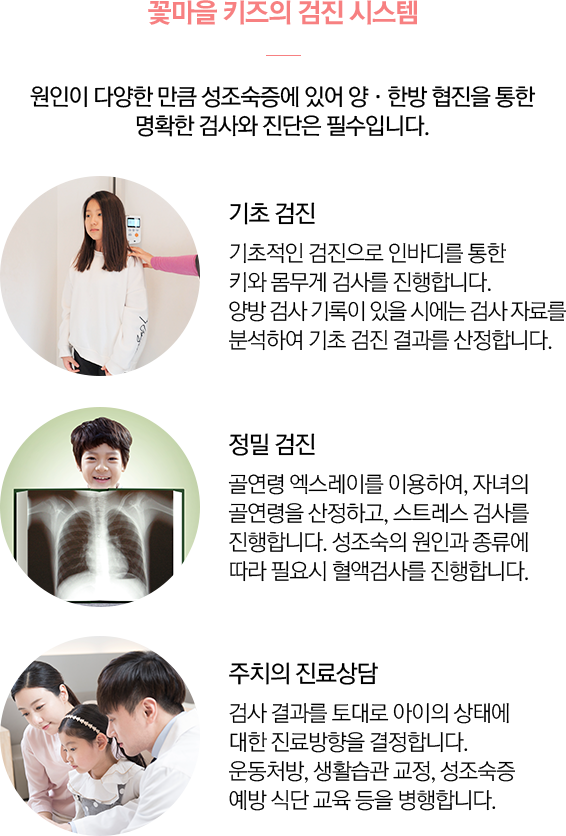 꽃마을 키즈의 검진 시스템
원인이 다양한 만큼 성조숙증에 있어 양 · 한방 협진을 통한
명확한 검사와 진단은 필수입니다.
기초 검진
기초적인 검진으로 인바디를 통한
키와 몸무게 검사를 진행합니다.
양방 검사 기록이 있을 시에는 검사 자료를
분석하여 기초 검진 결과를 산정합니다.
정밀 검진
골연령 엑스레이를 이용하여, 자녀의
골연령을 산정하고, 스트레스 검사를
진행합니다. 성조숙의 원인과 종류에
따라 필요시 혈액검사를 진행합니다.
주치의 진료상담
검사 결과를 토대로 아이의 상태에
대한 진료방향을 결정합니다.
운동처방, 생활습관 교정, 성조숙증
예방 식단 교육 등을 병행합니다.